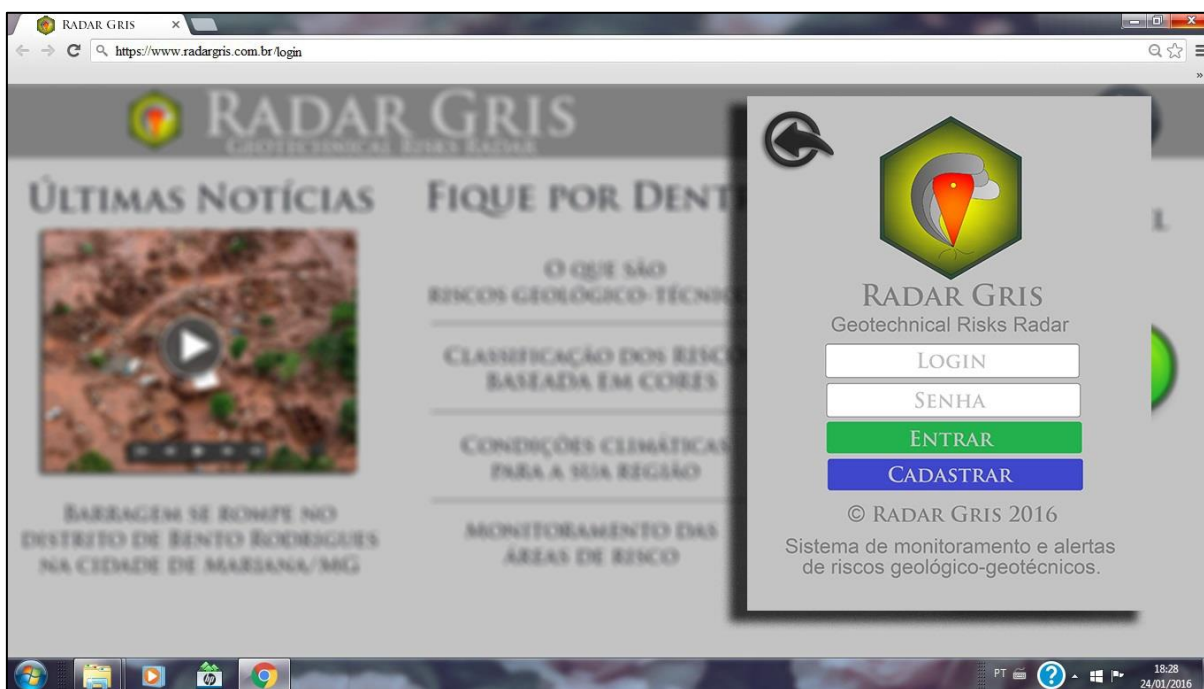 RADAR GRIS
https://www.radargris.com.br/login
RADAR GRIS
GEOTECHNICAL RISKS RADAR
ÚLTIMAS NOTÍCIAS
BARRAGEM SE ROMPE NO
DISTRITO DE BENTO RODRIGUES
NA CIDADE DE MARIANA/MG
FIQUE POR DENT
O QUE SÃO
RISCOS GEOLÓGICO-TÉCNIC
CLASSIFICAÇÃO DOS RISCO
BASEADA EM CORES
CONDIÇÕES CLIMÁTICAS
PARA A SUA REGIÃO
MONITORAMENTO DAS
ÁREAS DE RISCO
L
RADAR GRIS
Geotechnical Risks Radar
LOGIN
SENHA
ENTRAR
CADASTRAR
© RADAR GRIS 2016
Sistema de monitoramento e alertas
de riscos geológico-geotécnicos.
hp
PT
18:28
24/01/2016